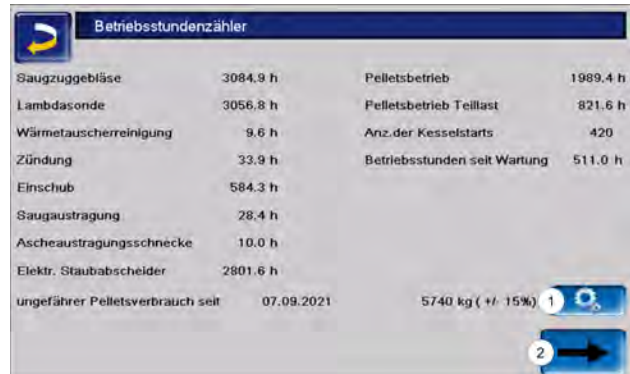 Betriebsstundenzähler
Saugzuggebläse 3084.9 h Pelletsbetrieb 1989.4 h
Lambdasonde 3056.8 h Pelletsbetrieb Teillast 821.6 h
Wärmetauscherreinigung 9.6 h Anz.der Kesselstarts 420
Zündung 33.9 h Betriebsstunden seit Wartung 511.0 h
Einschub 584.3 h
Saugaustragung 28.4 h
Ascheaustragungsschnecke 10.0 h
Elektr. Staubabscheider 2801.6 h
ungefährer Pelletsverbrauch seit 07.09.2021 5740 kg ( +/- 15%) 1
2